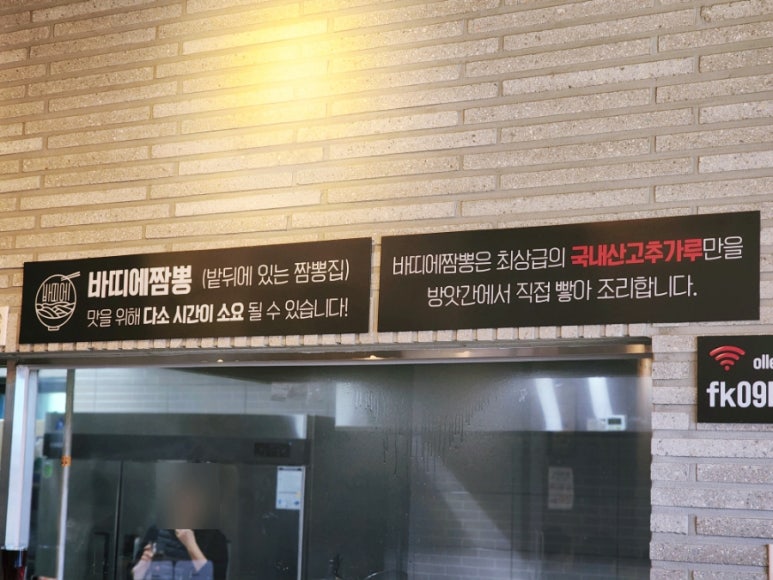 바띠에
바띠에짬뽕 (밭뒤에 있는 짬뽕집)
맛을 위해 다소 시간이 소요 될 수 있습니다!
바띠에짬뽕은 최상급의 국내산고추가루만을
방앗간에서 직접 빻아 조리합니다.
olle
fk09